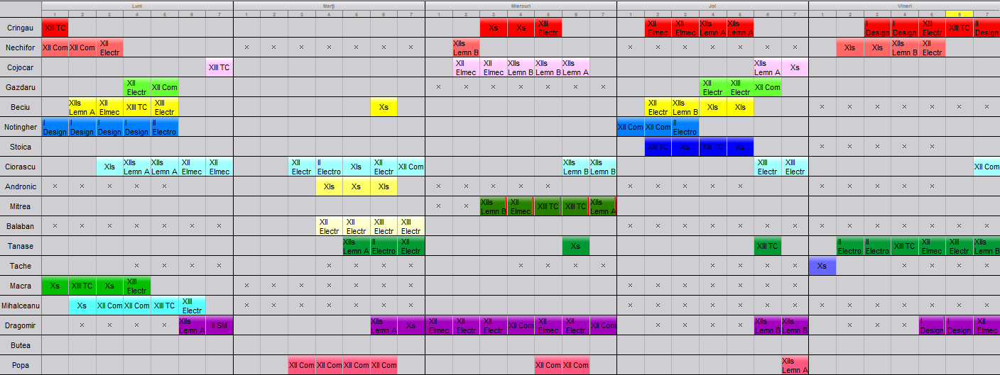 Luni Marți Miercuri Joi Vineri
1 2 3 4 5 6 7 1 2 3 4 5 6 7 1 2 3 4 5 6 7 1 2 3 4 5 6 7 1 2 3 4 5 6 7
Cringau XIII TC Xs Xs XIII Electr XII Elmec XII Elmec XIIs Lemn A XIIs Lemn A I Design I Design XIII Electr XIII TC II Design
Nechifor XII Com XII Com XII Electr × × × × × × × XIIs Lemn B × × × × × × × XIs XIs XIIs Lemn B XIII Electr
Cojocar XIII TC XII Elmec XII Elmec XIIs Lemn B XIIs Lemn B XIIs Lemn A XIIs Lemn A Xs
Gazdaru XII Electr XII Com × × × × × × × XII Electr XIII Electr XII Com
Beciu XIIs Lemn A XII Elmec XIII TC XIII Electr Xs XII Electr XIIs Lemn B XIs XIs × × × × × × ×
Notingher I Design I Design I Design I Design II Electro XII Com XII Com II Electro
Stoica XIII TC Xs XIII TC Xs × × × × ×
Ciorascu XIs XIIs Lemn A XIIs Lemn A XII Elmec XII Elmec XII Electr II Electro XIs XII Electr XII Com XIIs Lemn B XIIs Lemn B XIII Electr XIII Electr XII Com
Andronic × × × × × XIs Xs XIs × × × × × × × × × × × × × ×
Mitrea × × XIIs Lemn B XII Elmec XIII TC XIII TC XIIs Lemn A
Balaban × × × × × × × XII Electr XII Electr XIII Electr XIII Electr × × × × × × × × × × × × × ×
Tanase XIIs Lemn A II Electro XII Electr Xs XIII TC II Electro II Electro XIII TC XII Elmec XIII Electr XIIs Lemn B
Tache × × × × × × × × × × × × × × × × Xs × × × ×
Macra Xs XIII TC Xs XIII Electr × × × × × × × × × × × × × × × × × × × × × × × × × × × ×
Mihalceanu Xs XII Com XII Com XIII TC XIII Electr × × × × × × × × × × × × × × × × × × × × × × × × × × × ×
Dragomir × × × × XIIs Lemn A II SM × × × × XIIs Lemn A Xs XII Elmec XII Electr XII Electr XII Com XII Elmec XII Electr XII Com × × × × XIIs Lemn B XIIs Lemn B × × × I Design I Design XII Elmec
Butea
Popa XII Com XII Com XII Com XII Com XII Com XII Com XIIs Lemn A